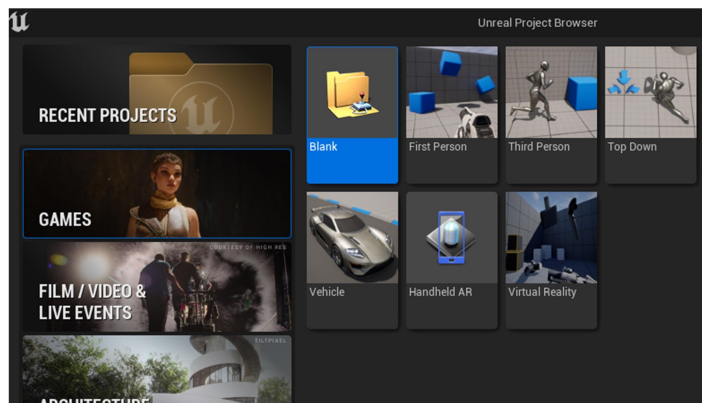 Unreal Project Browser
RECENT PROJECTS
GAMES
COURTESY OF HIGH RES
FILM / VIDEO &
LIVE EVENTS
TILTPIXEL
ARCHITECTURE
Blank
First Person
Third Person
Top Down
Vehicle
Handheld AR
Virtual Reality